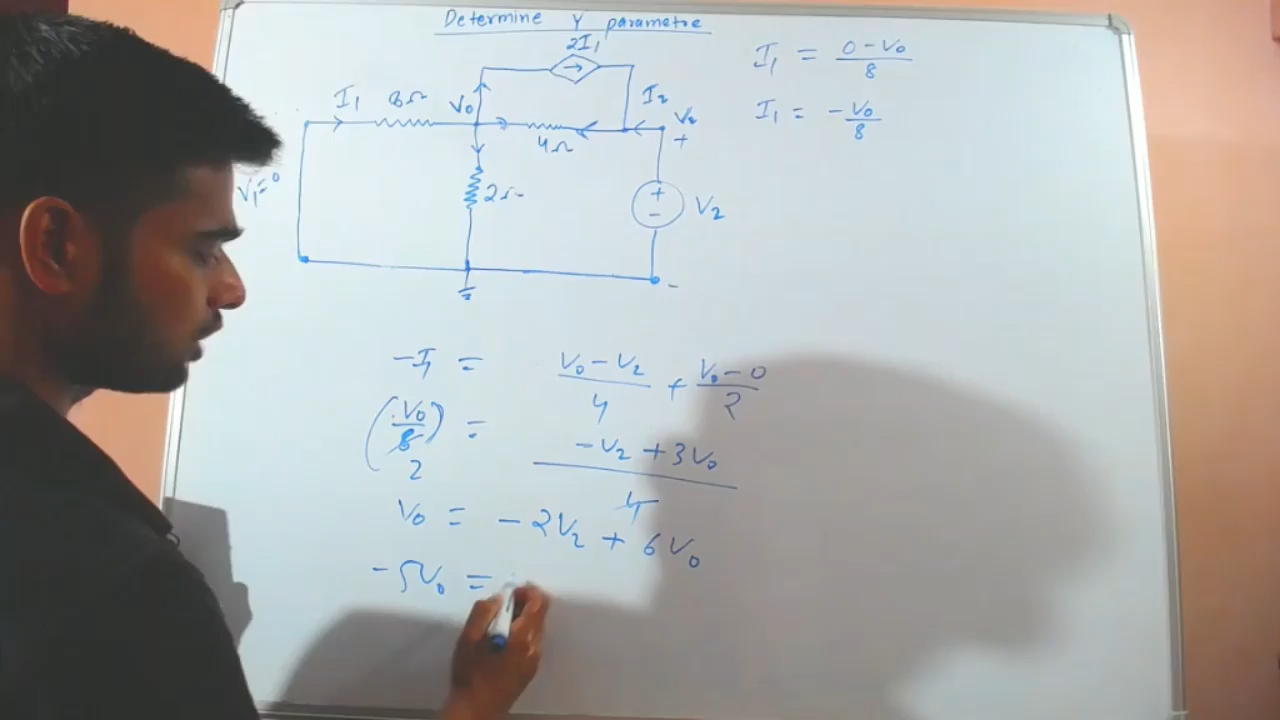 Determine Y parametre
2I₁
I₁ = 0 - V₀ / 8
I₁ = - V₀ / 8
I₁ 8Ω V₀ I₂ V₂
+
4Ω
V₁=0
2Ω
+
-
V₂
-
-I₁ = V₀ - V₂ / 4 + V₀ - 0 / 2
(V₀ / 8) = -V₂ + 3V₀ / 4
2
V₀ = - 2V₂ + 6V₀
-5V₀ =